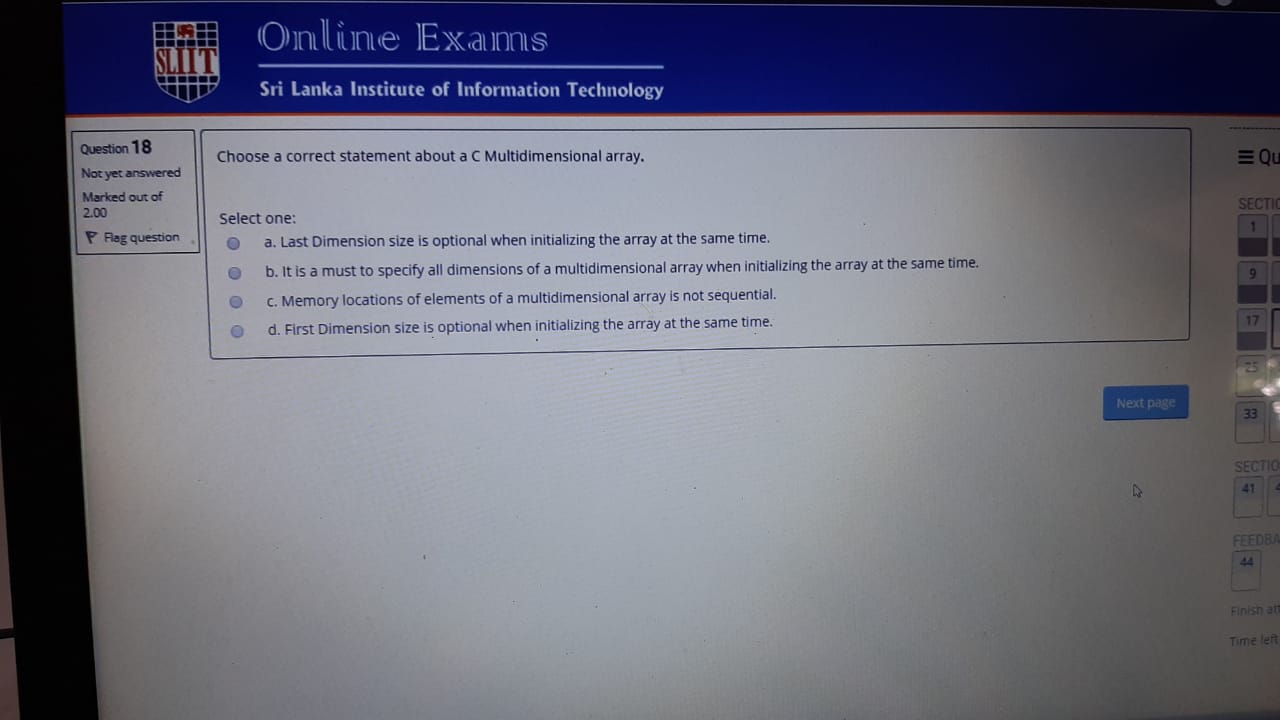 SLIIT
Online Exams
Sri Lanka Institute of Information Technology
Question 18
Not yet answered
Marked out of
2.00
Flag question
Choose a correct statement about a C Multidimensional array.
Select one:
a. Last Dimension size is optional when initializing the array at the same time.
b. It is a must to specify all dimensions of a multidimensional array when initializing the array at the same time.
c. Memory locations of elements of a multidimensional array is not sequential.
d. First Dimension size is optional when initializing the array at the same time.
Next page
Qu
SECTIO
1
9
17
25
33
SECTIO
41
FEEDBA
44
Finish att
Time left